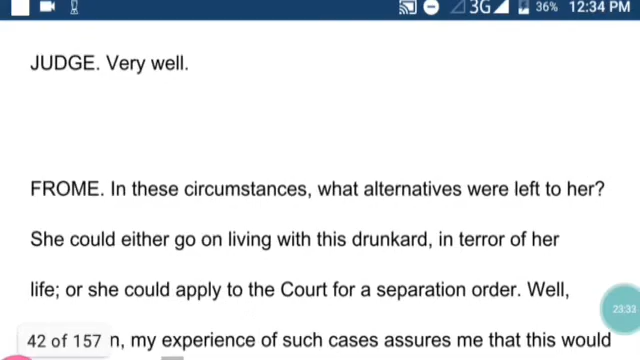 3G 36% 12:34 PM
JUDGE. Very well.
FROME. In these circumstances, what alternatives were left to her?
She could either go on living with this drunkard, in terror of her
life; or she could apply to the Court for a separation order. Well,
23:33
42 of 157 n, my experience of such cases assures me that this would